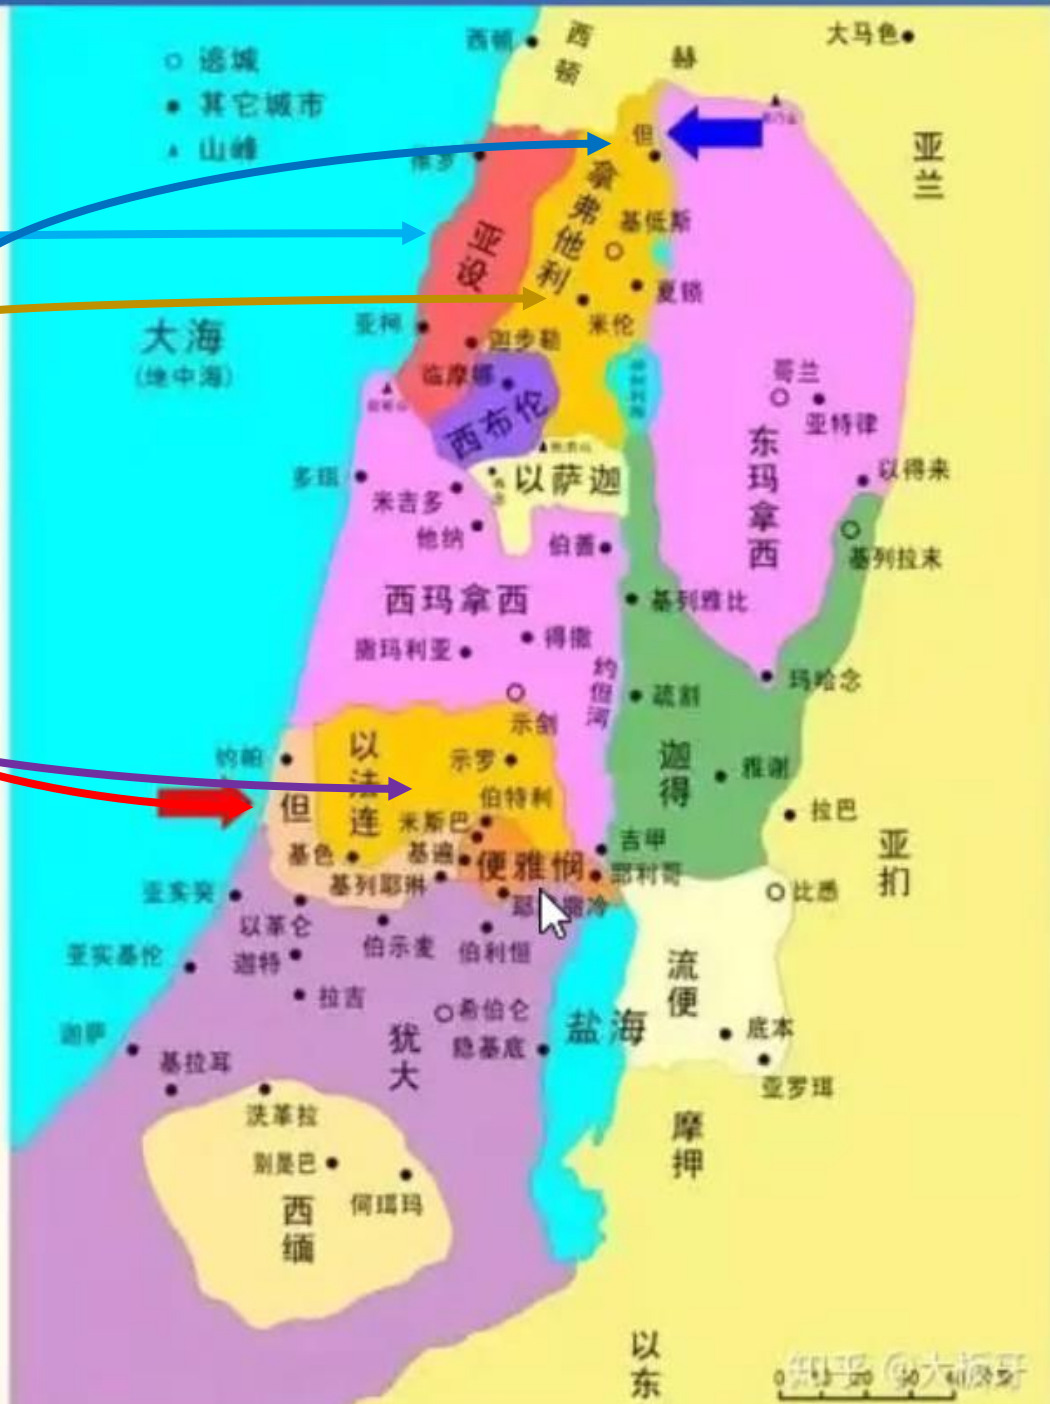 西顿
西顿
大马色
赫
逃城
其它城市
山峰
但
亚兰
推罗
拿弗他利
基低斯
亚设
夏锁
大海
(地中海)
亚柯
米伦
迦步勒
临摩娜
哥兰
亚特律
西布伦
东玛拿西
以得来
多珥
以萨迦
米吉多
他纳
伯善
基列拉末
西玛拿西
基列雅比
得撒
撒玛利亚
约但河
玛哈念
疏割
示剑
以法连
约帕
示罗
迦得
雅谢
但
伯特利
拉巴
米斯巴
吉甲
亚扪
基色
基遍
便雅悯
耶利哥
基列耶琳
比悉
亚实突
以革仑
伯示麦
伯利恒
亚实基伦
迦特
流便
拉吉
希伯仑
盐海
底本
迦萨
犹大
隐基底
基拉耳
亚罗珥
洗革拉
摩押
别是巴
何珥玛
西缅
以东
知乎 @大板哥